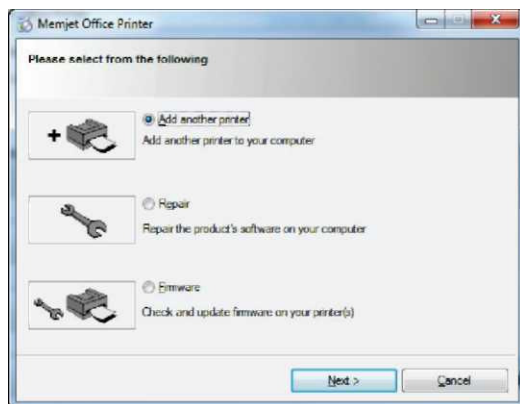 Memjet Office Printer
Please select from the following
Add another printer
Add another printer to your computer
Repair
Repair the product's software on your computer
Firmware
Check and update firmware on your printer(s)
Next >
Cancel